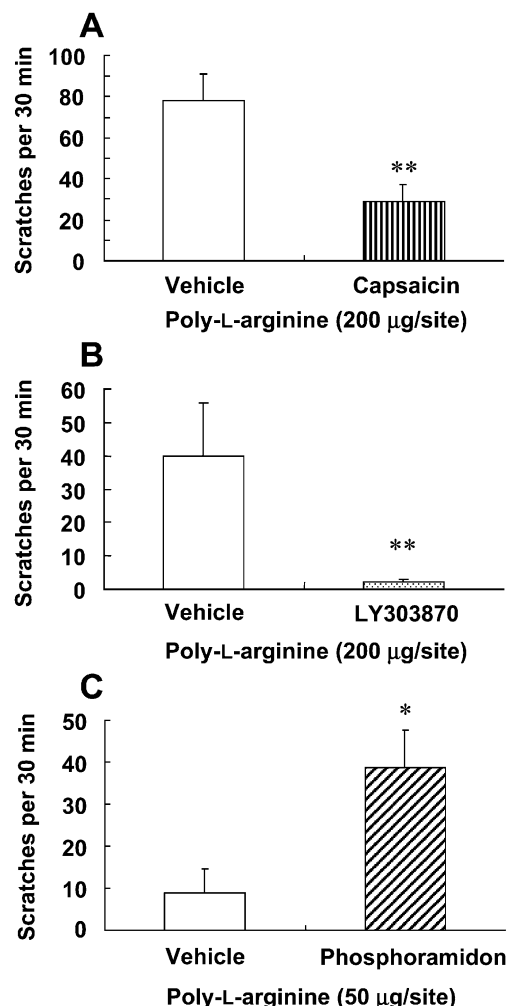 A
Scratches per 30 min
100
80
60
40
20
0
**
Vehicle Capsaicin
Poly-L-arginine (200 μg/site)
B
Scratches per 30 min
60
50
40
30
20
10
0
**
Vehicle LY303870
Poly-L-arginine (200 μg/site)
C
Scratches per 30 min
50
40
30
20
10
0
*
Vehicle Phosphoramidon
Poly-L-arginine (50 μg/site)